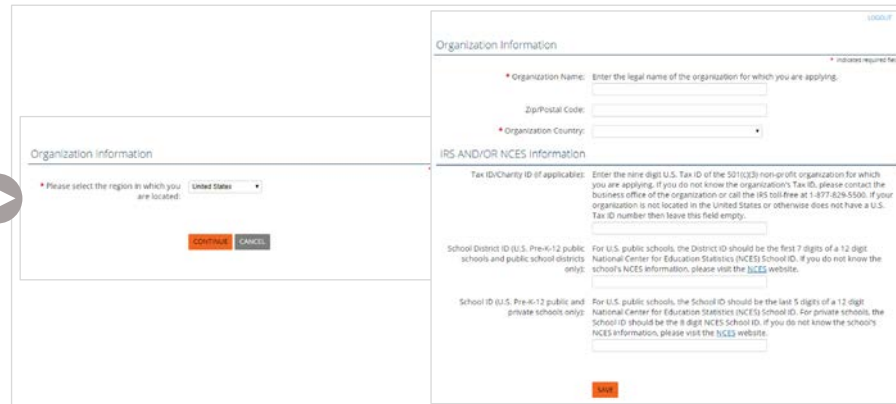 Organization Information
* Please select the region in which you
are located:
United States
CONTINUE CANCEL
LOGOUT
Organization Information
* Indicates required fiel
* Organization Name: Enter the legal name of the organization for which you are applying.
Zip/Postal Code:
* Organization Country:
IRS AND/OR NCES Information
Tax ID/Charity ID (if applicable): Enter the nine digit U.S. Tax ID of the 501(c)(3) non-profit organization for which
you are applying. If you do not know the organization's Tax ID, please contact the
business office of the organization or call the IRS toll-free at 1-877-829-5500. If your
organization is not located in the United States or otherwise does not have a U.S.
Tax ID number then leave this field empty.
School District ID (U.S. Pre-K-12 public For U.S. public schools, the District ID should be the first 7 digits of a 12 digit
schools and public school districts National Center for Education Statistics (NCES) School ID. If you do not know the
only): school's NCES information, please visit the NCES website.
School ID (U.S. Pre-K-12 public and For U.S. public schools, the School ID should be the last 5 digits of a 12 digit
private schools only): National Center for Education Statistics (NCES) School ID. For private schools, the
School ID should be the 8 digit NCES School ID. If you do not know the school's
NCES information, please visit the NCES website.
SAVE